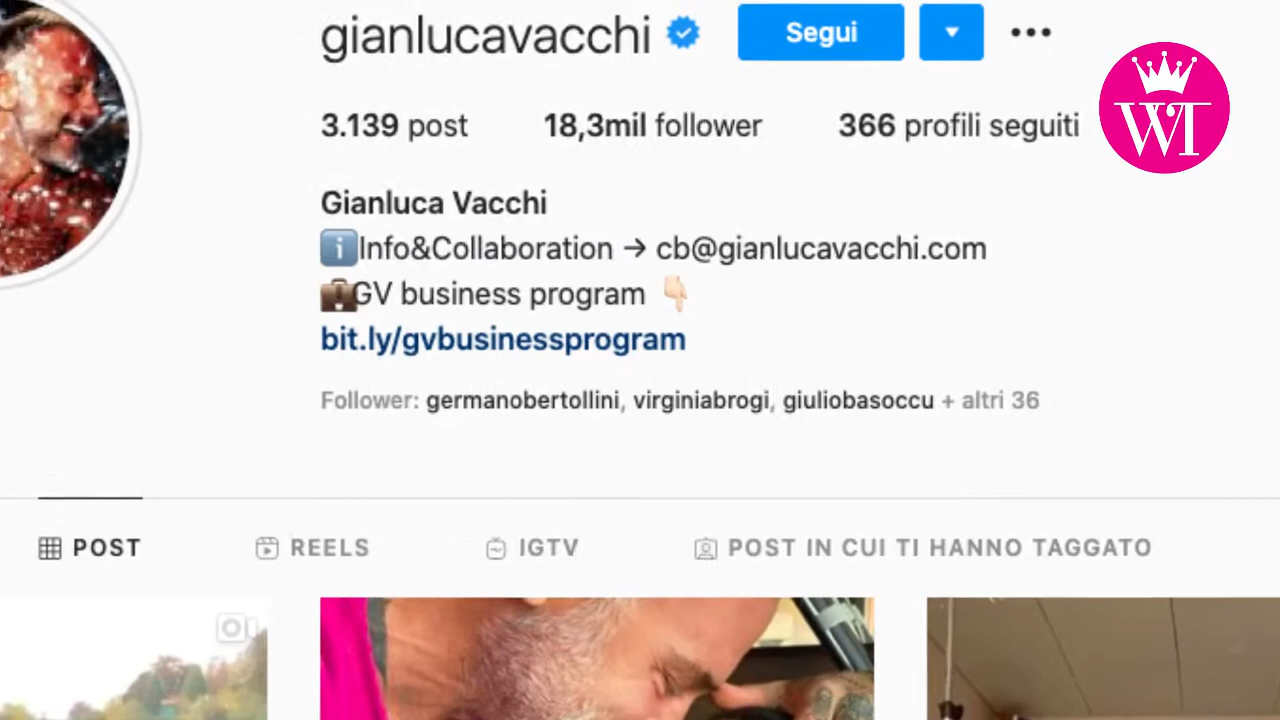 gianlucavacchi Segui
3.139 post 18,3mil follower 366 profili seguiti
WT
Gianluca Vacchi
Info&Collaboration → cb@gianlucavacchi.com
GV business program
bit.ly/gvbusinessprogram
Follower: germanobertollini, virginiabrogi, giuliobasoccu + altri 36
POST REELS IGTV POST IN CUI TI HANNO TAGGATO